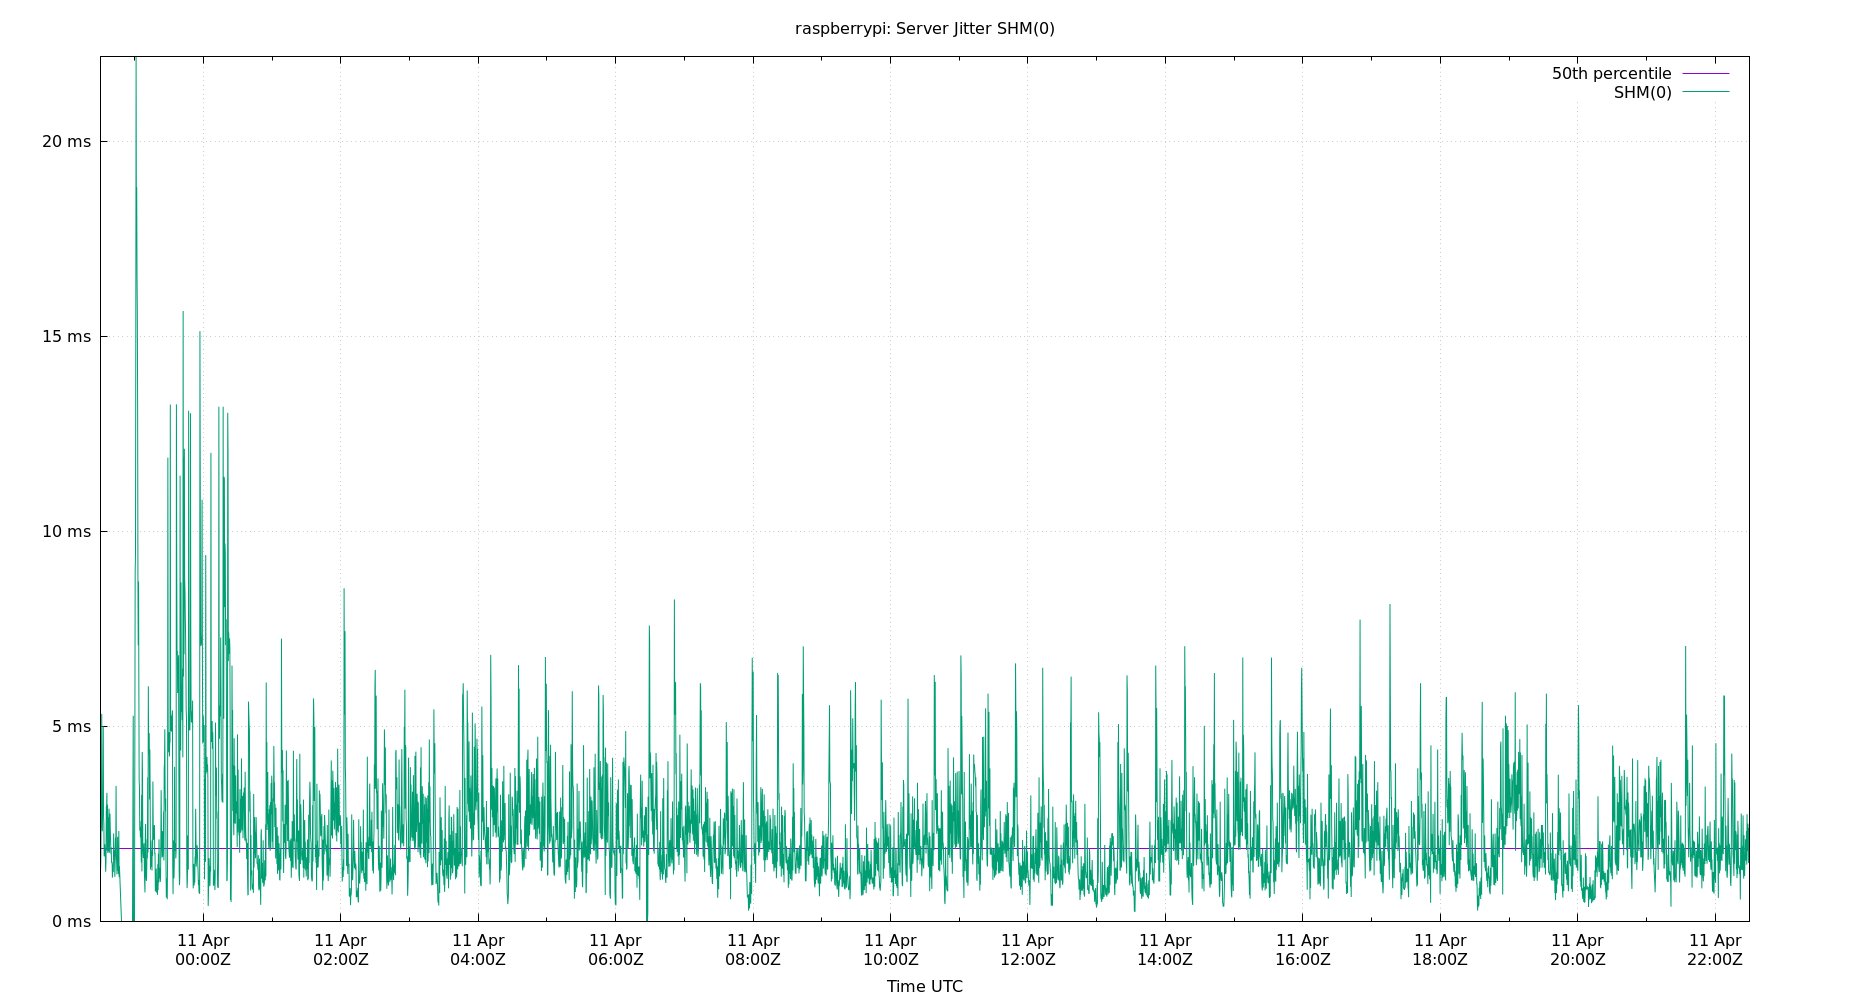 raspberrypi: Server Jitter SHM(0)
50th percentile
SHM(0)
20 ms
15 ms
10 ms
5 ms
0 ms
11 Apr 11 Apr 11 Apr 11 Apr 11 Apr 11 Apr 11 Apr 11 Apr 11 Apr 11 Apr 11 Apr 11 Apr
00:00Z 02:00Z 04:00Z 06:00Z 08:00Z 10:00Z 12:00Z 14:00Z 16:00Z 18:00Z 20:00Z 22:00Z
Time UTC